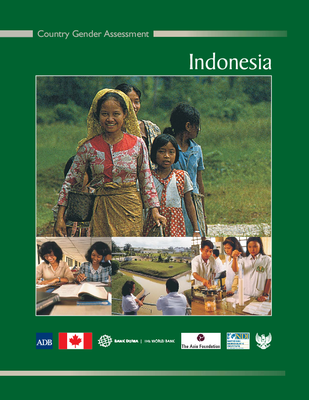 Country Gender Assessment
Indonesia
ADB
BANK DUNIA | THE WORLD BANK
The Asia Foundation